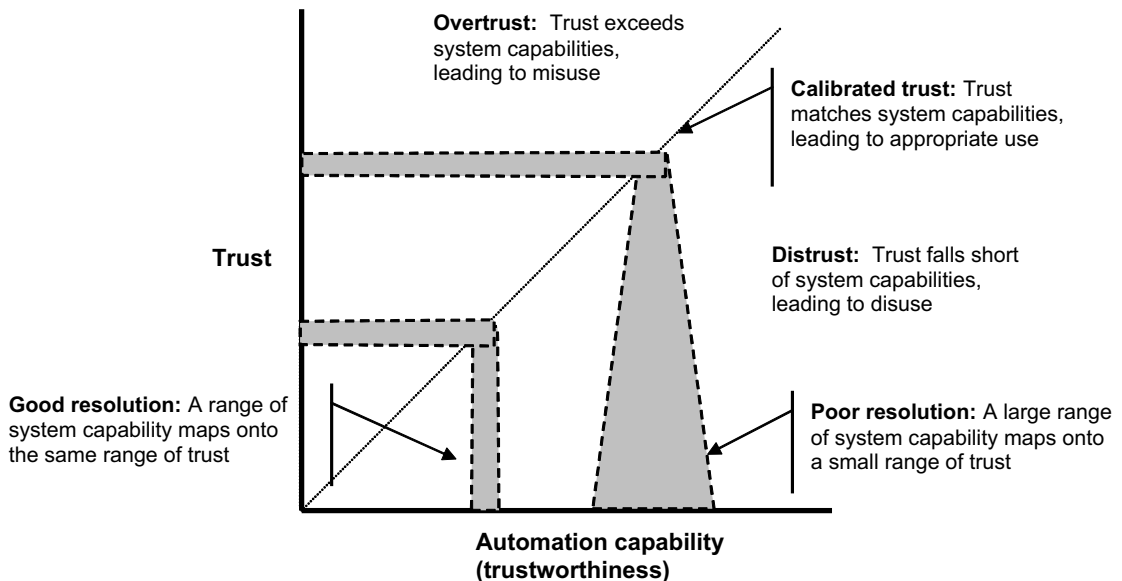 Overtrust: Trust exceeds
system capabilities,
leading to misuse
Calibrated trust: Trust
matches system capabilities,
leading to appropriate use
Trust
Distrust: Trust falls short
of system capabilities,
leading to disuse
Good resolution: A range of
system capability maps onto
the same range of trust
Poor resolution: A large range
of system capability maps onto
a small range of trust
Automation capability
(trustworthiness)